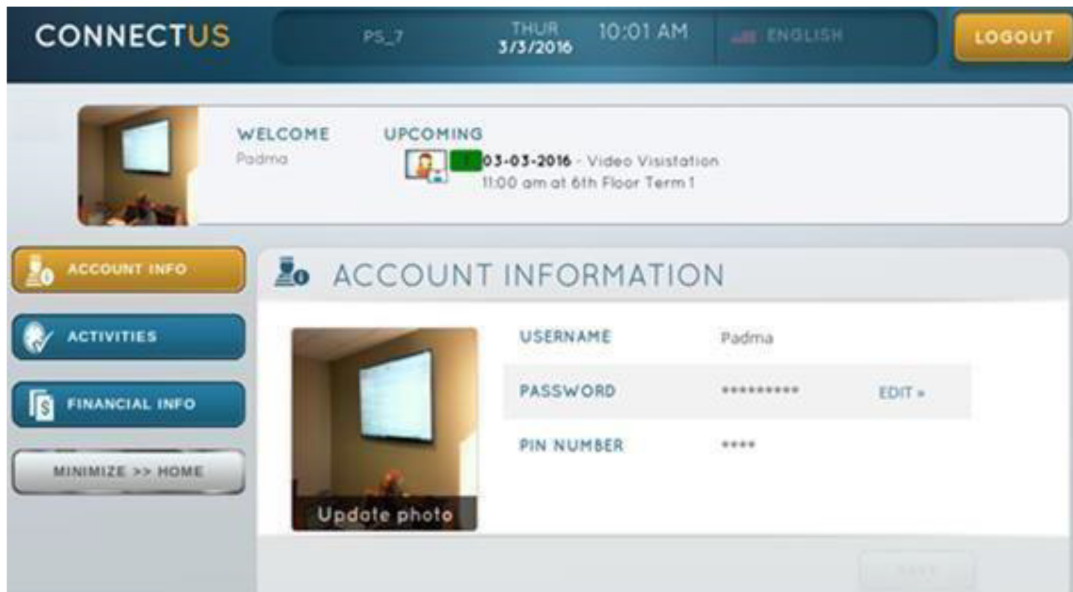 CONNECTUS
PS_7
THUR
3/3/2016
10:01 AM
ENGLISH
LOGOUT
WELCOME
Padma
UPCOMING
03-03-2016 - Video Visistation
11:00 am at 6th Floor Term 1
ACCOUNT INFO
ACTIVITIES
FINANCIAL INFO
MINIMIZE >> HOME
ACCOUNT INFORMATION
Update photo
USERNAME Padma
PASSWORD ********* EDIT »
PIN NUMBER ****